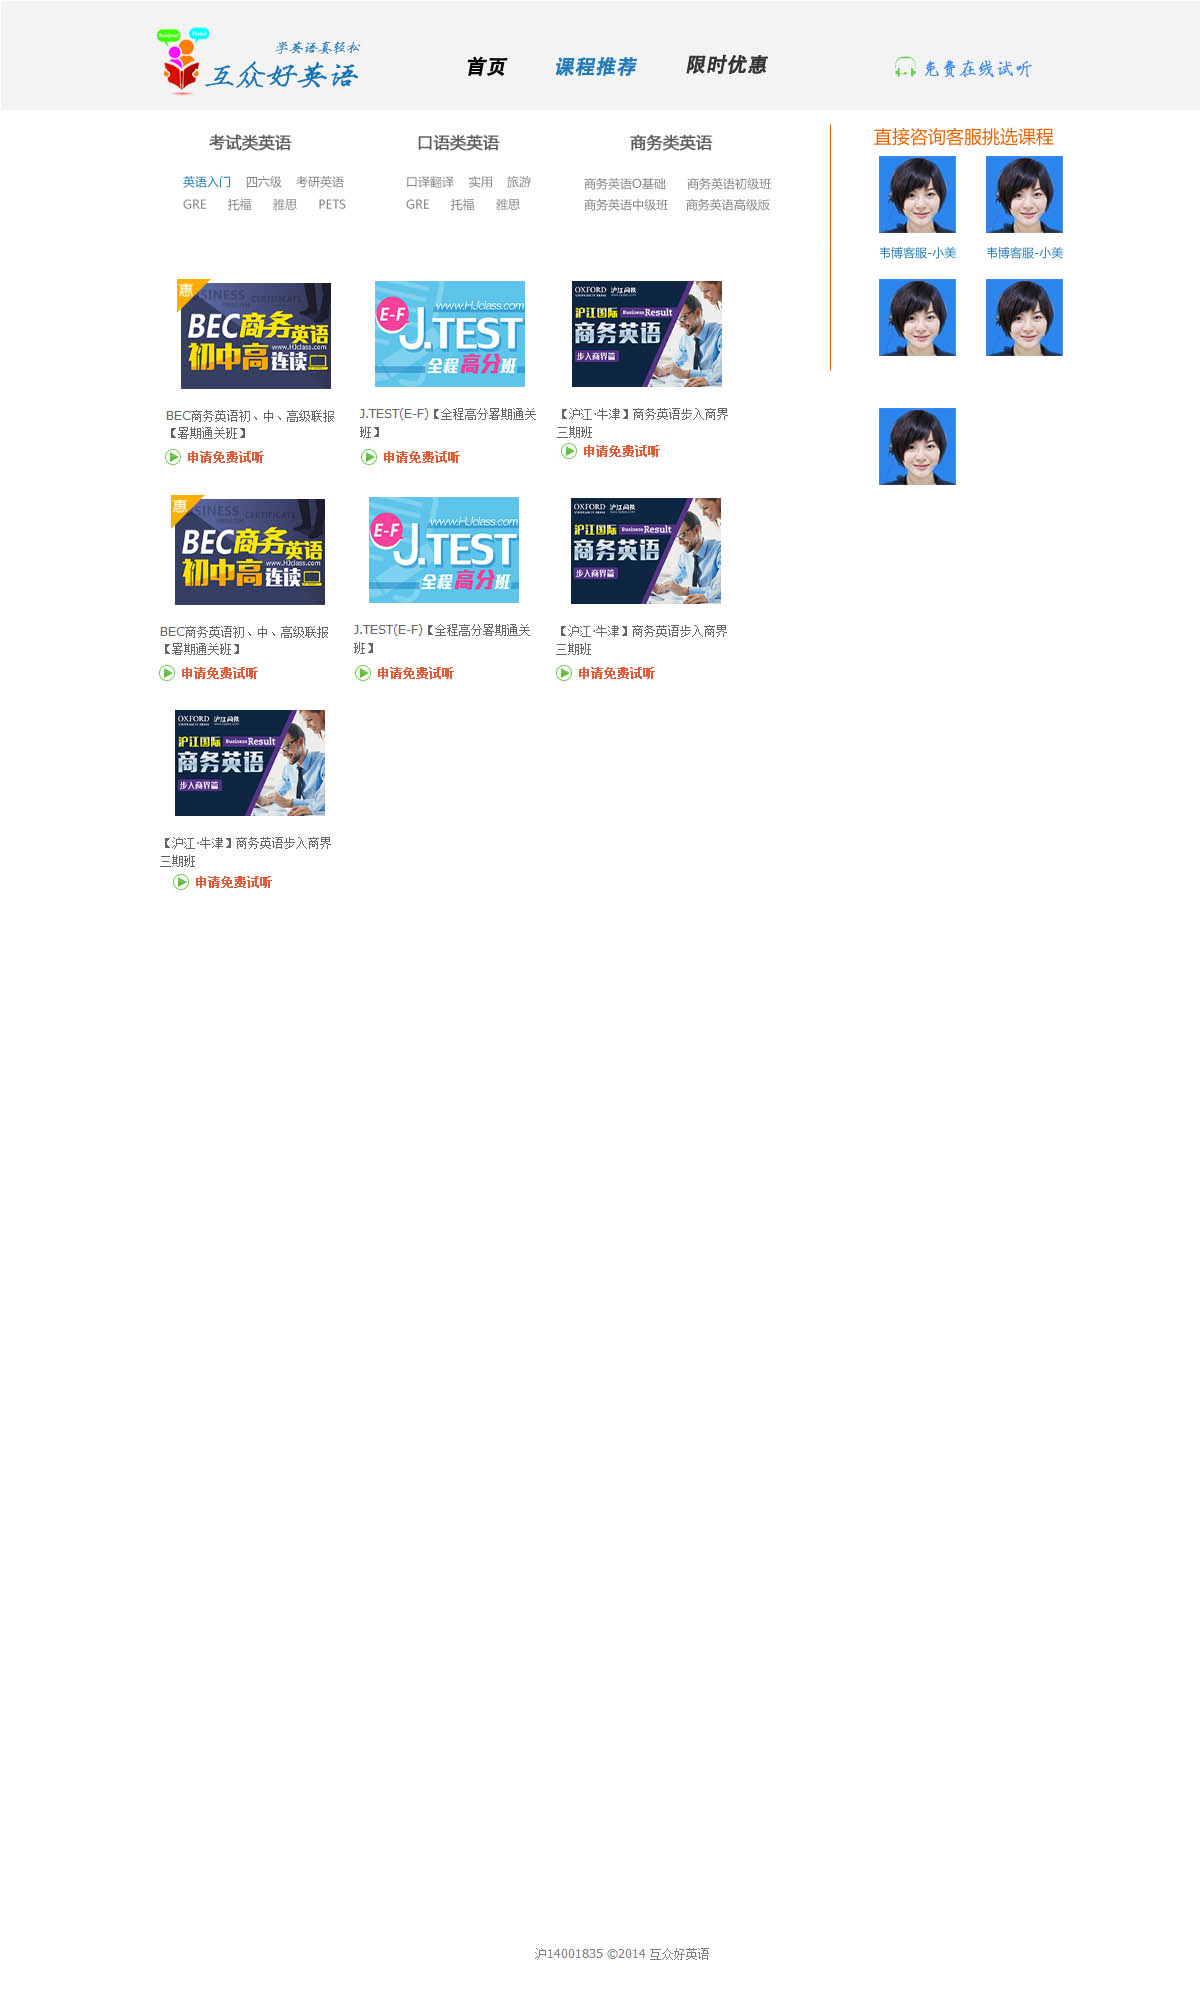 学英语真轻松
互众好英语
首页 课程推荐 限时优惠
免费在线试听
考试类英语 口语类英语 商务类英语
直接咨询客服挑选课程
英语入门 四六级 考研英语
GRE 托福 雅思 PETS
口译翻译 实用 旅游
GRE 托福 雅思
商务英语O基础 商务英语初级班
商务英语中级班 商务英语高级版
韦博客服-小美 韦博客服-小美
惠
BEC商务英语
www.HJclass.com
初中高连读
www.HJclass.com
E-F
J.TEST
全程高分班
OXFORD
UNIVERSITY PRESS
沪江国际 Business Result
商务英语
步入商界篇
BEC商务英语初、中、高级联报
【暑期通关班】
申请免费试听
J.TEST(E-F)【全程高分暑期通关
班】
申请免费试听
【沪江·牛津】商务英语步入商界
三期班
申请免费试听
惠
BEC商务英语
www.HJclass.com
初中高连读
www.HJclass.com
E-F
J.TEST
全程高分班
OXFORD
UNIVERSITY PRESS
沪江国际 Business Result
商务英语
步入商界篇
BEC商务英语初、中、高级联报
【暑期通关班】
申请免费试听
J.TEST(E-F)【全程高分暑期通关
班】
申请免费试听
【沪江·牛津】商务英语步入商界
三期班
申请免费试听
OXFORD
UNIVERSITY PRESS
沪江国际 Business Result
商务英语
步入商界篇
【沪江·牛津】商务英语步入商界
三期班
申请免费试听
沪14001835 ©2014 互众好英语